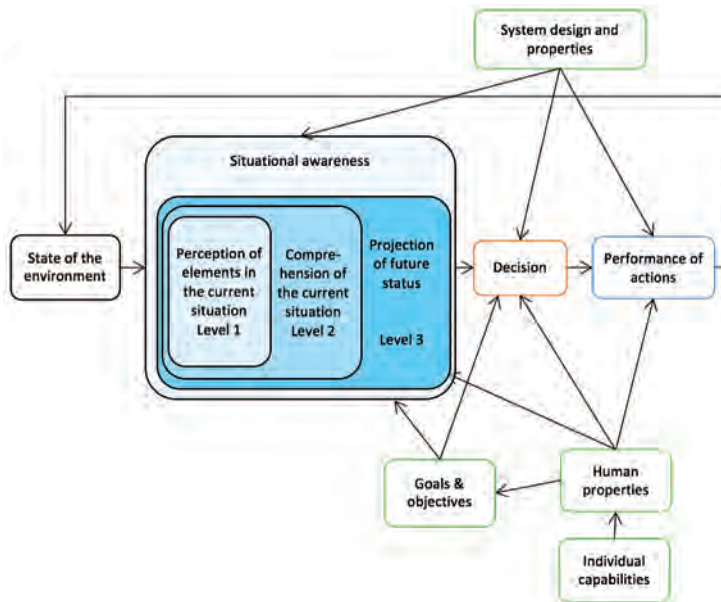 System design and
properties
Situational awareness
State of the
environment
Perception of
elements in
the current
situation
Level 1
Compre-
hension of
the current
situation
Level 2
Projection
of future
status
Level 3
Decision
Performance of
actions
Goals &
objectives
Human
properties
Individual
capabilities